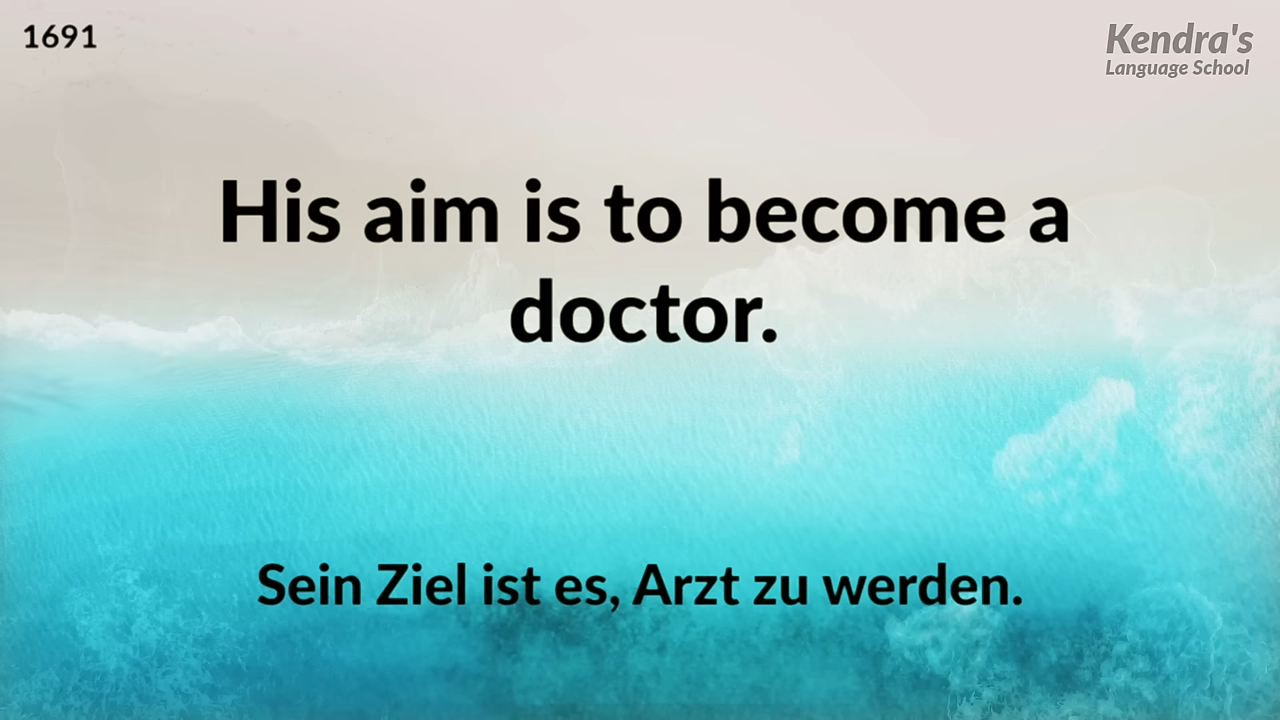 1691
Kendra's
Language School
His aim is to become a
doctor.
Sein Ziel ist es, Arzt zu werden.